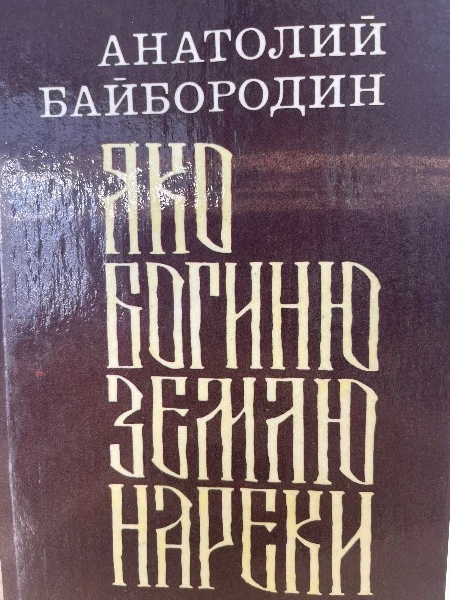 АНАТОЛИЙ
БАЙБОРОДИН
ЯКО
БОГИНЮ
ЗЕМЛЮ
НАРЕКИ